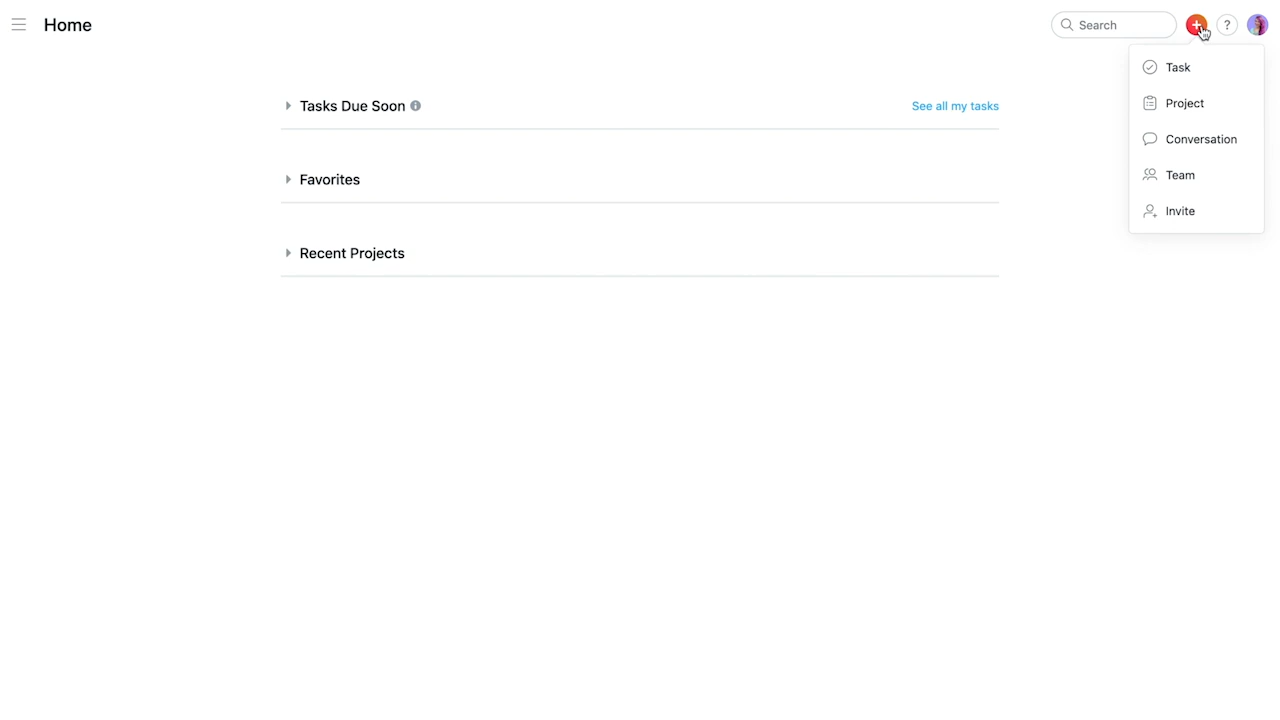 Home
Search
?
Task
Project
Conversation
Team
Invite
Tasks Due Soon
See all my tasks
Favorites
Recent Projects